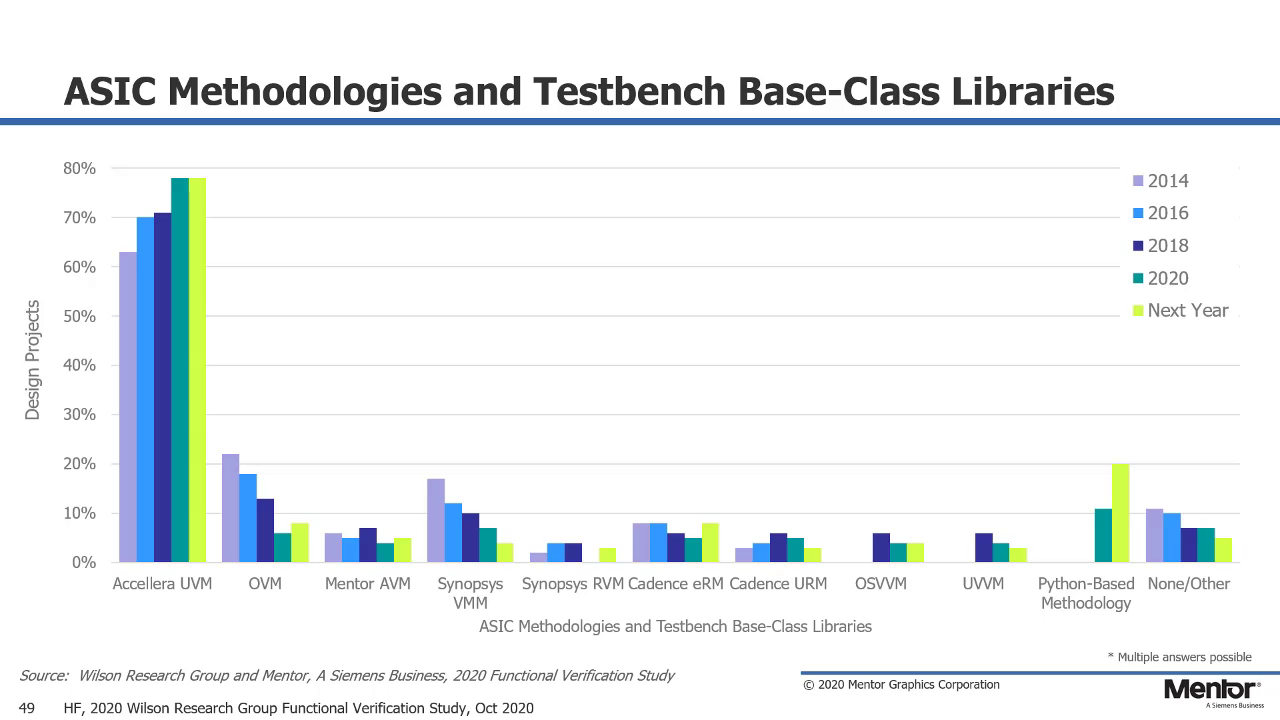 ASIC Methodologies and Testbench Base-Class Libraries
80%
70%
60%
50%
40%
30%
20%
10%
0%
Design Projects
2014
2016
2018
2020
Next Year
Accellera UVM
OVM
Mentor AVM
Synopsys
VMM
Synopsys RVM
Cadence eRM
Cadence URM
OSVVM
UVVM
Python-Based
Methodology
None/Other
ASIC Methodologies and Testbench Base-Class Libraries
* Multiple answers possible
Source: Wilson Research Group and Mentor, A Siemens Business, 2020 Functional Verification Study
© 2020 Mentor Graphics Corporation
Mentor®
A Siemens Business
49 HF, 2020 Wilson Research Group Functional Verification Study, Oct 2020